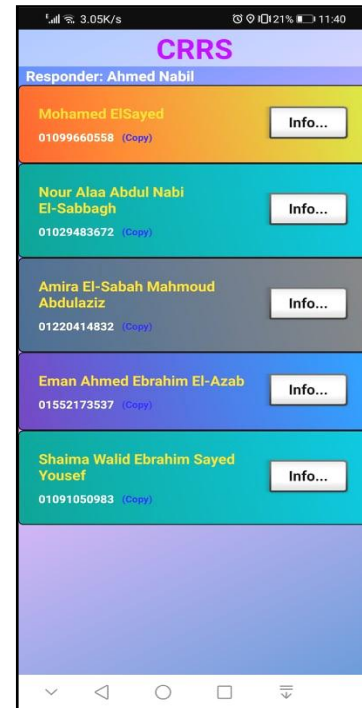 3.05K/s 21% 11:40
CRRS
Responder: Ahmed Nabil
Mohamed ElSayed
01099660558 (Copy)
Info...
Nour Alaa Abdul Nabi
El-Sabbagh
01029483672 (Copy)
Info...
Amira El-Sabah Mahmoud
Abdulaziz
01220414832 (Copy)
Info...
Eman Ahmed Ebrahim El-Azab
01552173537 (Copy)
Info...
Shaima Walid Ebrahim Sayed
Yousef
01091050983 (Copy)
Info...